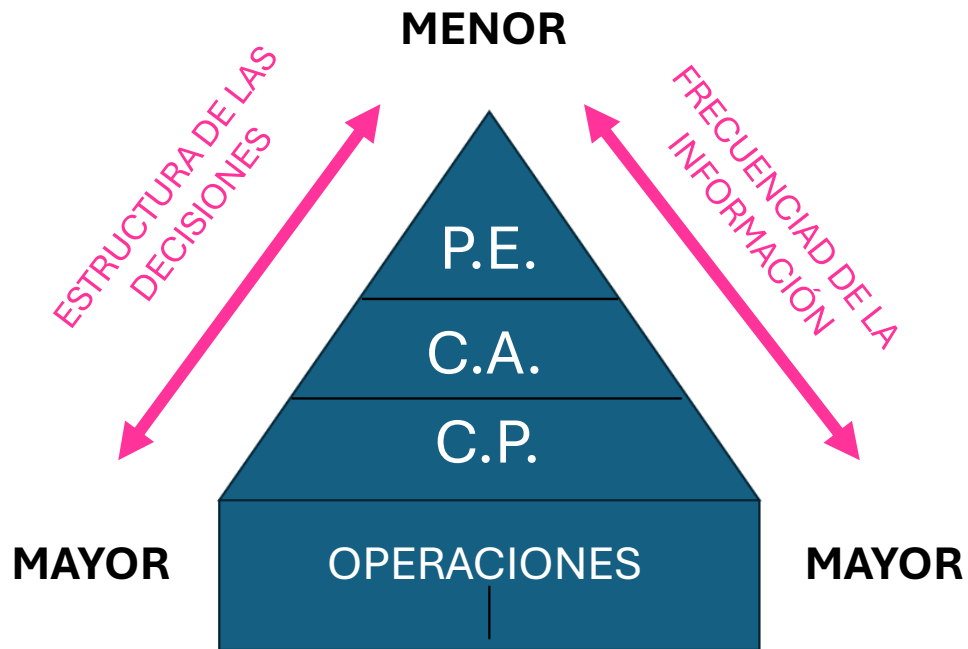 MENOR
ESTRUCTURA DE LAS
DECISIONES
FRECUENCIAD DE LA
INFORMACIÓN
P.E.
C.A.
C.P.
MAYOR
OPERACIONES
MAYOR